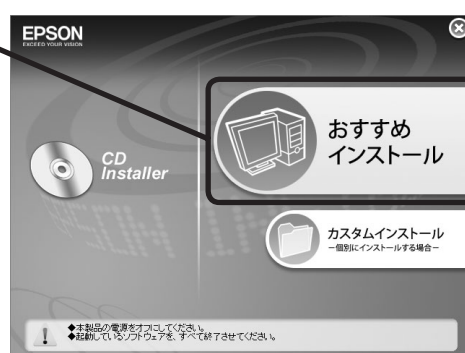 EPSON
EXCEED YOUR VISION
CD
Installer
おすすめ
インストール
カスタムインストール
－個別にインストールする場合－
◆本製品の電源をオフにしてください。
◆起動しているソフトウェアを、すべて終了させてください。